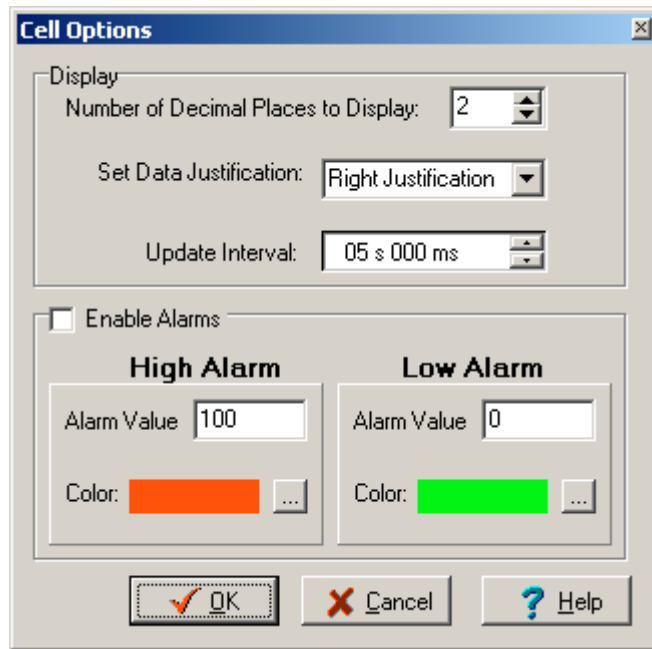 Cell Options
Display
Number of Decimal Places to Display: 2
Set Data Justification: Right Justification
Update Interval: 05 s 000 ms
Enable Alarms
High Alarm Low Alarm
Alarm Value 100 Alarm Value 0
Color: ... Color: ...
OK Cancel Help